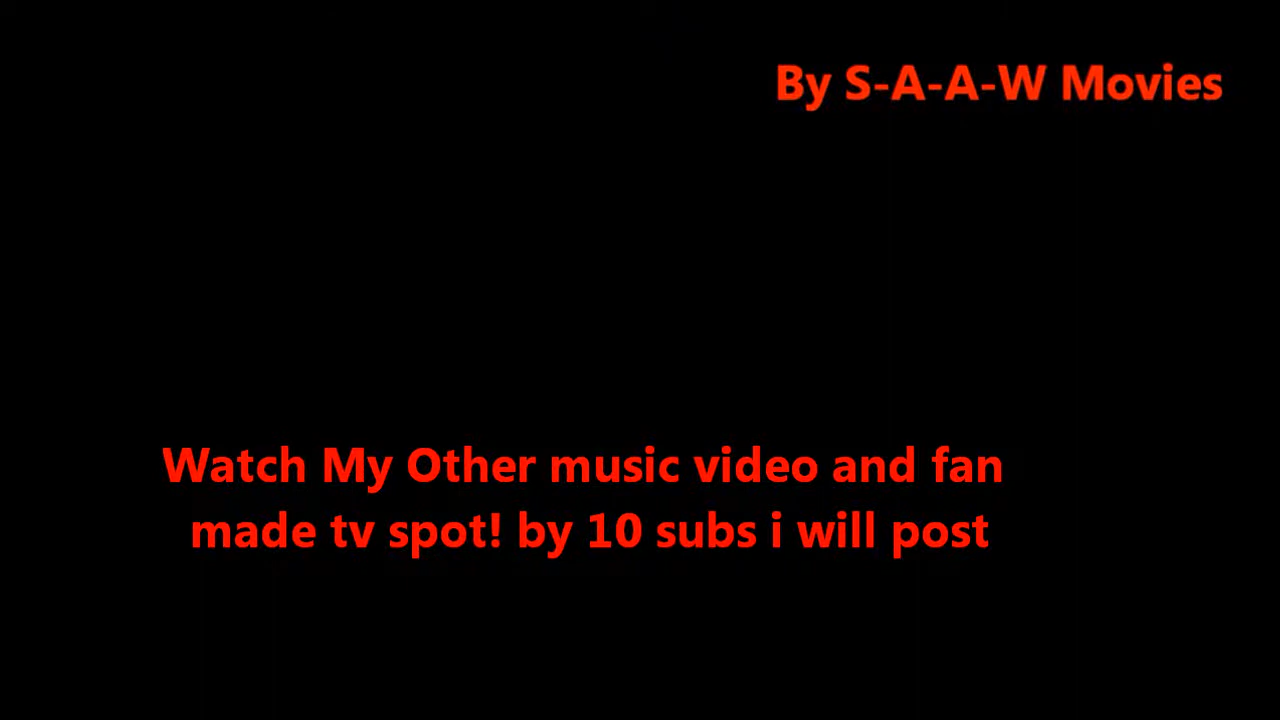 By S-A-A-W Movies
Watch My Other music video and fan
made tv spot! by 10 subs i will post